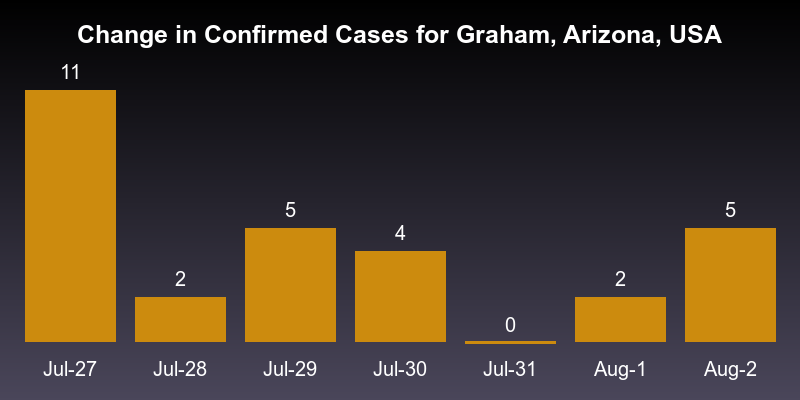 Change in Confirmed Cases for Graham, Arizona, USA
11
2
5
4
0
2
5
Jul-27
Jul-28
Jul-29
Jul-30
Jul-31
Aug-1
Aug-2